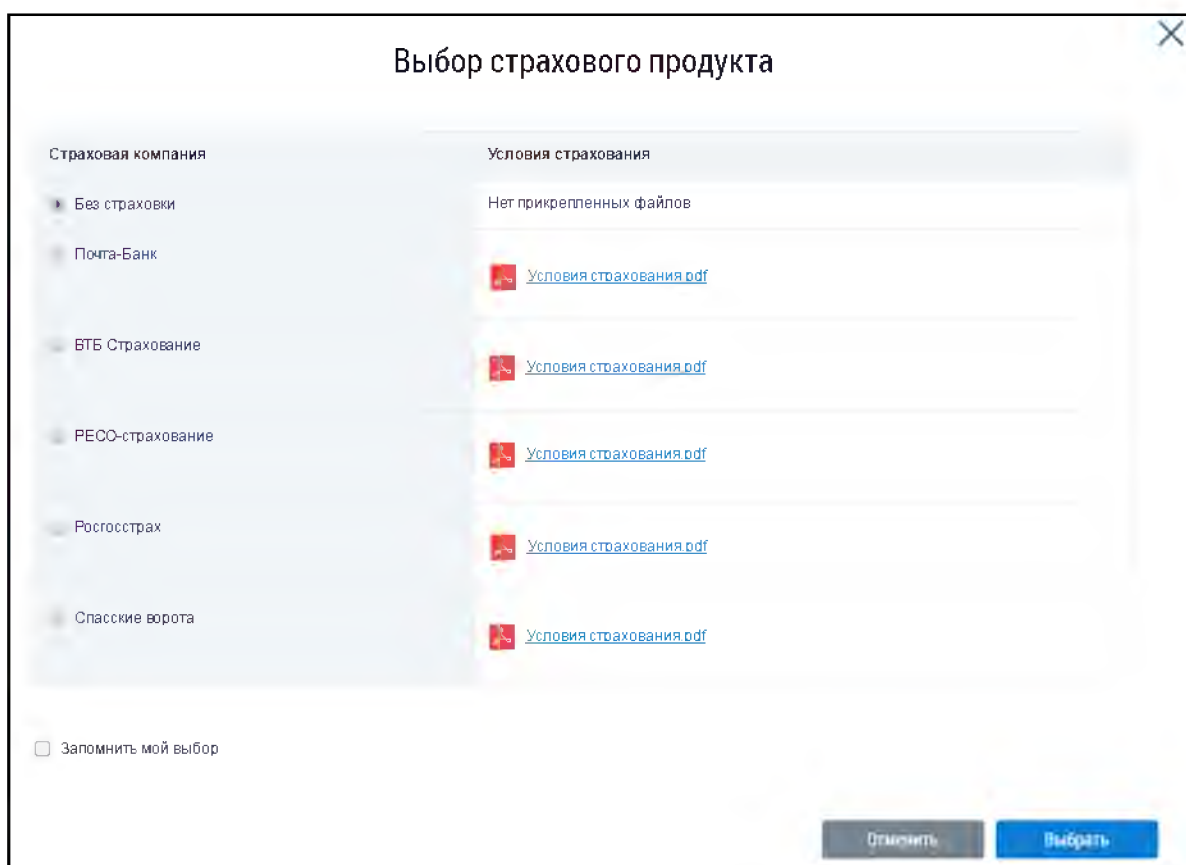 Выбор страхового продукта
Страховая компания Условия страхования
Без страховки Нет прикрепленных файлов
Почта-Банк
Условия страхования.pdf
ВТБ Страхование
Условия страхования.pdf
РЕСО-страхование
Условия страхования.pdf
Росгосстрах
Условия страхования.pdf
Спасские ворота
Условия страхования.pdf
Запомнить мой выбор
Отменить Выбрать